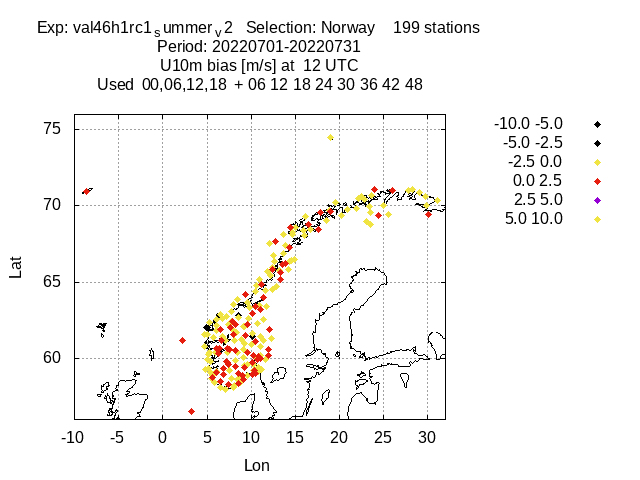 Exp: val46h1rc1summerv2 Selection: Norway 199 stations
Period: 20220701-20220731
U10m bias [m/s] at 12 UTC
Used 00,06,12,18 + 06 12 18 24 30 36 42 48
-10.0 -5.0
-5.0 -2.5
-2.5 0.0
0.0 2.5
2.5 5.0
5.0 10.0
75
70
65
60
Lat
-10 -5 0 5 10 15 20 25 30
Lon